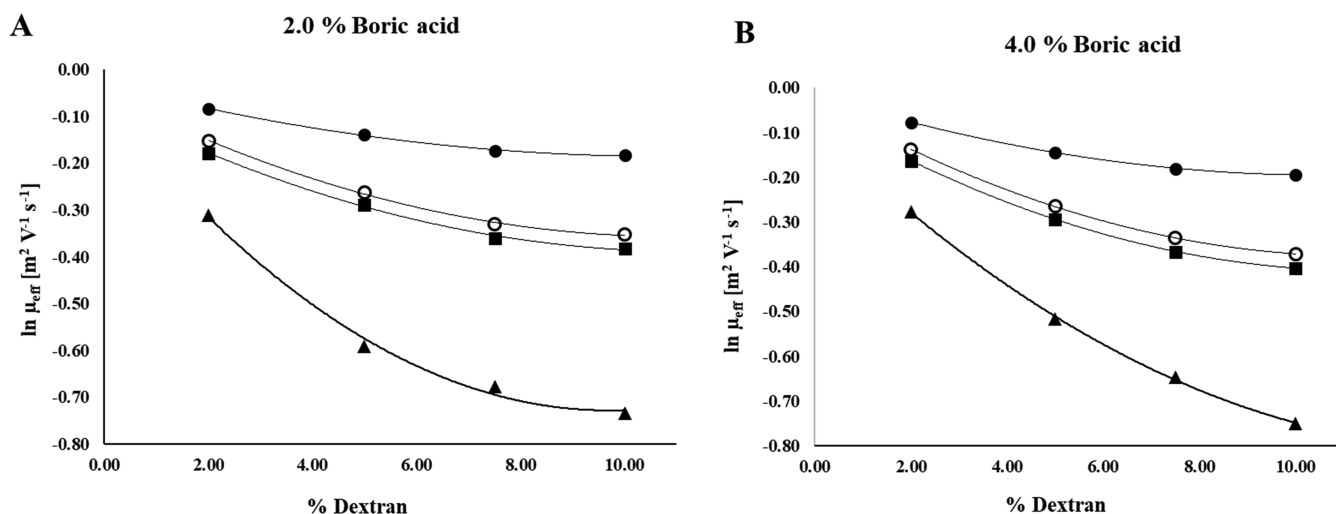 A
2.0 % Boric acid
0.00
-0.10
-0.20
-0.30
-0.40
-0.50
-0.60
-0.70
-0.80
ln μeff [m² V⁻¹ s⁻¹]
0.00 2.00 4.00 6.00 8.00 10.00
% Dextran
B
4.0 % Boric acid
0.00
-0.10
-0.20
-0.30
-0.40
-0.50
-0.60
-0.70
-0.80
ln μeff [m² V⁻¹ s⁻¹]
0.00 2.00 4.00 6.00 8.00 10.00
% Dextran